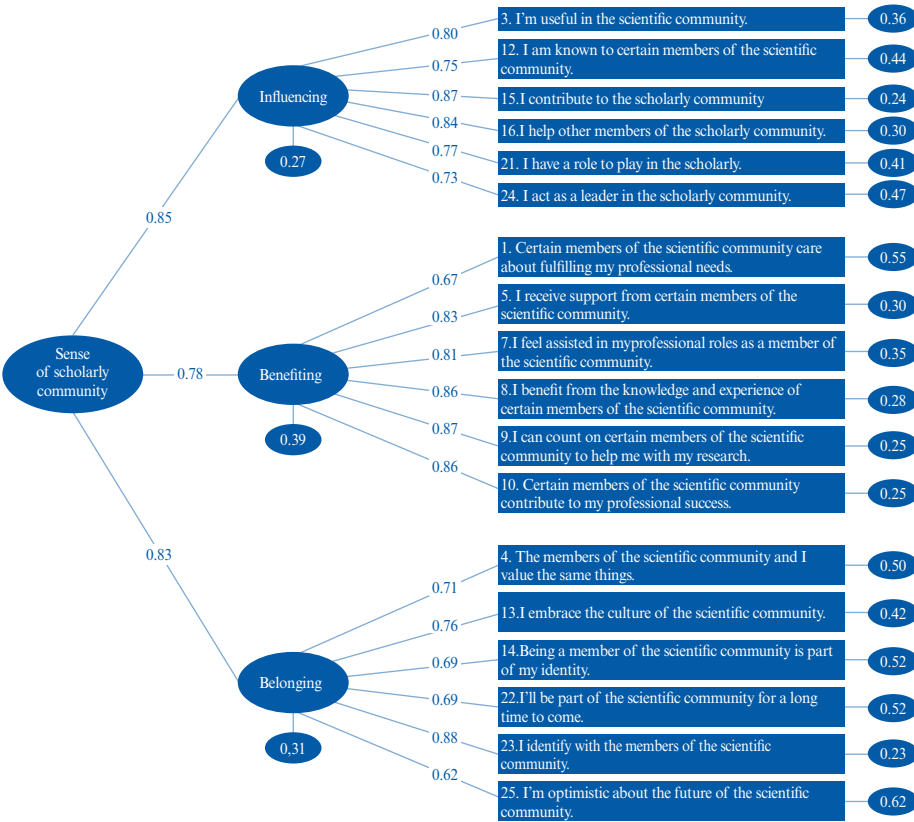 3. I'm useful in the scientific community.
0.36
0.80
12. I am known to certain members of the scientific
community.
0.44
0.75
15.I contribute to the scholarly community
0.24
0.87
16.I help other members of the scholarly community.
0.30
0.84
21. I have a role to play in the scholarly.
0.41
0.77
24. I act as a leader in the scholarly community.
0.47
0.73
Influencing
0.27
0.85
1. Certain members of the scientific community care
about fulfilling my professional needs.
0.55
0.67
5. I receive support from certain members of the
scientific community.
0.30
0.83
7.I feel assisted in myprofessional roles as a member of
the scientific community.
0.35
0.81
8.I benefit from the knowledge and experience of
certain members of the scientific community.
0.28
0.86
9.I can count on certain members of the scientific
community to help me with my research.
0.25
0.87
10. Certain members of the scientific community
contribute to my professional success.
0.25
0.86
Sense
of scholarly
community
0.78
Benefiting
0.39
0.83
4. The members of the scientific community and I
value the same things.
0.50
0.71
13.I embrace the culture of the scientific community.
0.42
0.76
14.Being a member of the scientific community is part
of my identity.
0.52
0.69
22.I'll be part of the scientific community for a long
time to come.
0.52
0.69
23.I identify with the members of the scientific
community.
0.23
0.88
25. I'm optimistic about the future of the scientific
community.
0.62
0.62
Belonging
0,31